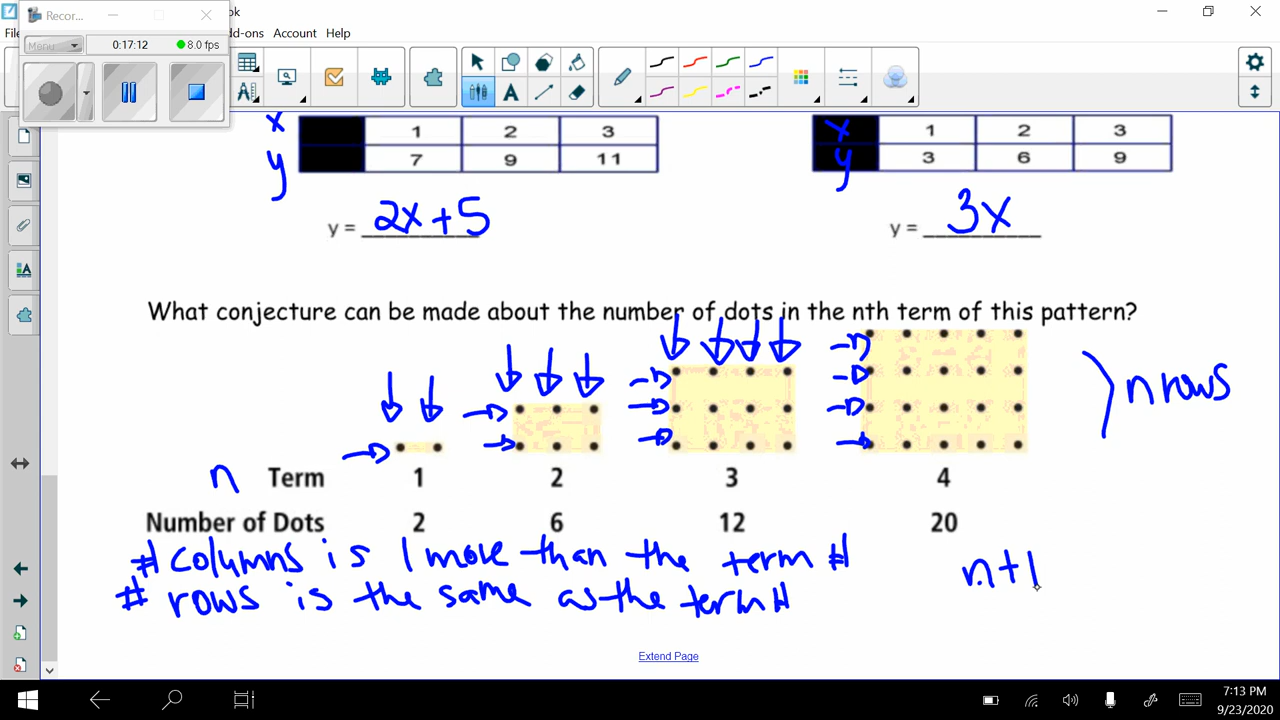 Recor...
ok
Menu
0:17:12
8.0 fps
dd-ons Account Help
x 1 2 3
y 7 9 11
y = 2x+5
x 1 2 3
y 3 6 9
y = 3x
What conjecture can be made about the number of dots in the nth term of this pattern?
n rows
n Term 1 2 3 4
Number of Dots 2 6 12 20
# columns is 1 more than the term #
n+1
# rows is the same as the term #
Extend Page
7:13 PM
9/23/2020